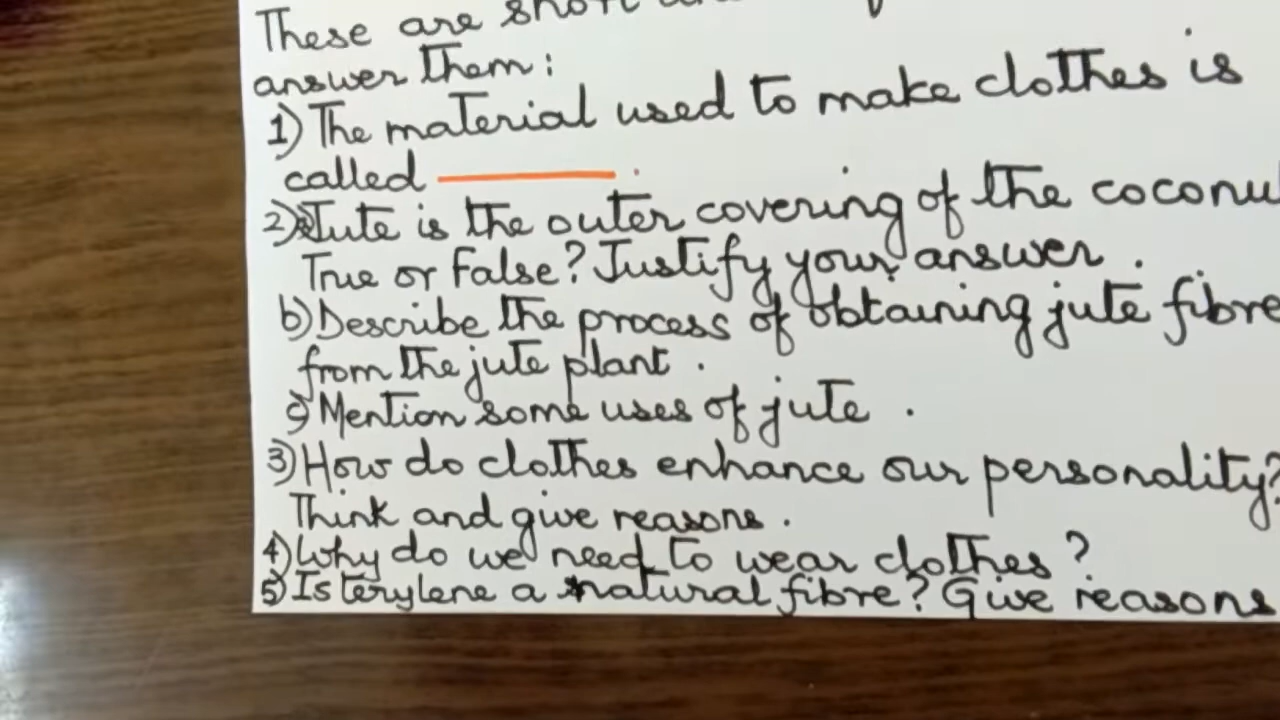 These are short
answer them:
1) The material used to make clothes is
called ______.
2)a) Jute is the outer covering of the coconu
True or False? Justify your answer.
b) Describe the process of obtaining jute fibre
from the jute plant.
c) Mention some uses of jute.
3) How do clothes enhance our personality?
Think and give reasons.
4) Why do we need to wear clothes?
5) Is terylene a natural fibre? Give reasons